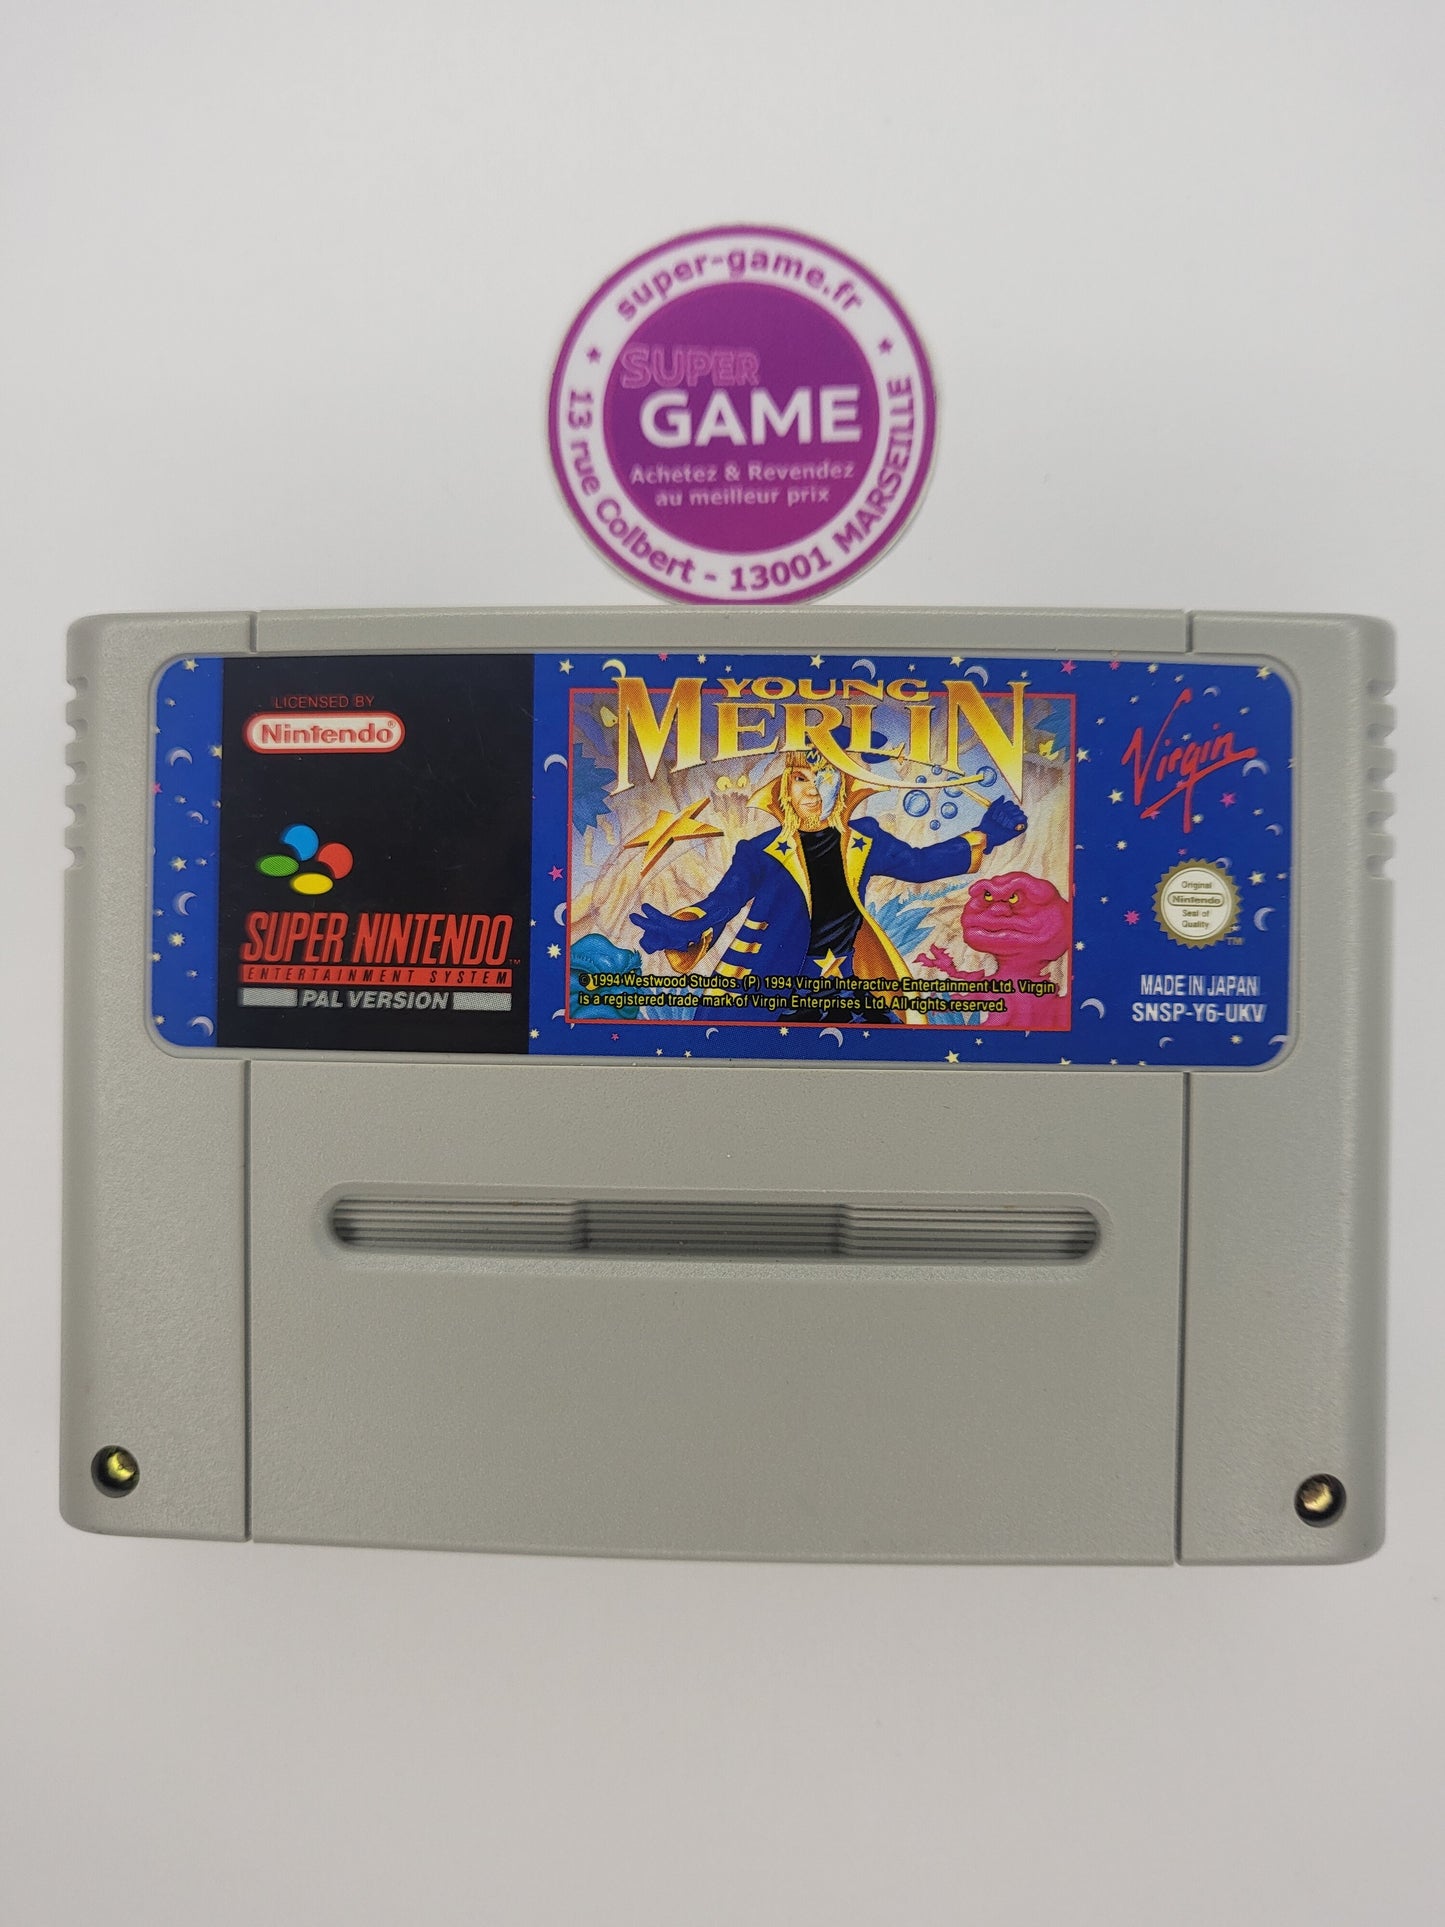 super-game.fr
SUPER
GAME
Achetez & Revendez
au meilleur prix
13 rue Colbert - 13001 MARSEILLE
LICENSED BY
Nintendo®
SUPER NINTENDO™
ENTERTAINMENT SYSTEM
PAL VERSION
YOUNG
MERLIN
©1994 Westwood Studios. (P) 1994 Virgin Interactive Entertainment Ltd. Virgin
is a registered trade mark of Virgin Enterprises Ltd. All rights reserved.
Virgin
Original
Nintendo
Seal of
Quality
TM
MADE IN JAPAN
SNSP-Y6-UKV